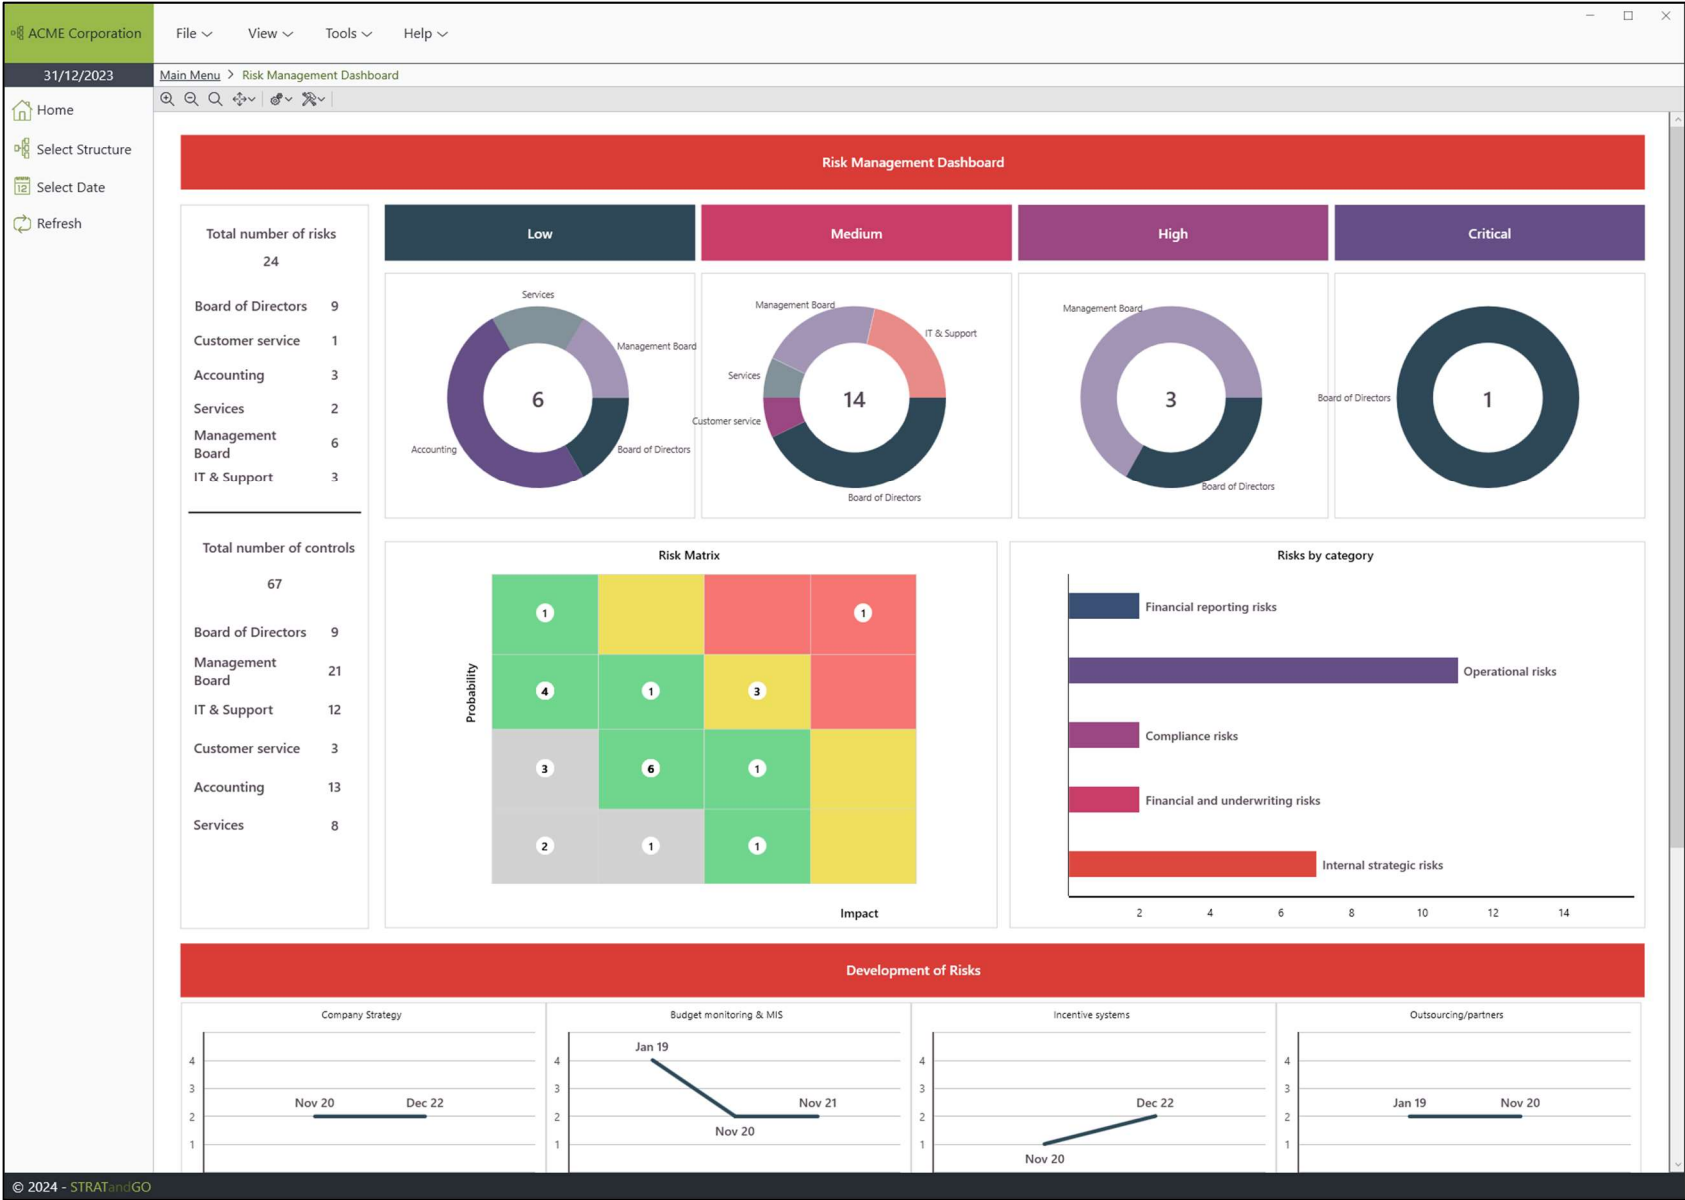 ACME Corporation
File
View
Tools
Help
31/12/2023
Main Menu > Risk Management Dashboard
Home
Select Structure
12
Select Date
Refresh
Risk Management Dashboard
Total number of risks
24
Board of Directors 9
Customer service 1
Accounting 3
Services 2
Management
Board 6
IT & Support 3
Total number of controls
67
Board of Directors 9
Management
Board 21
IT & Support 12
Customer service 3
Accounting 13
Services 8
Low
Services
Management Board
6
Accounting
Board of Directors
Medium
Management Board
IT & Support
Services
14
Customer service
Board of Directors
High
Management Board
3
Board of Directors
Critical
Board of Directors
1
Risk Matrix
Probability
1 1
4 1 3
3 6 1
2 1 1
Impact
Risks by category
Financial reporting risks
Operational risks
Compliance risks
Financial and underwriting risks
Internal strategic risks
2 4 6 8 10 12 14
Development of Risks
Company Strategy
4
3
2
1
Nov 20
Dec 22
Budget monitoring & MIS
4
3
2
1
Jan 19
Nov 20
Nov 21
Incentive systems
4
3
2
1
Nov 20
Dec 22
Outsourcing/partners
4
3
2
1
Jan 19
Nov 20
© 2024 - STRATandGO